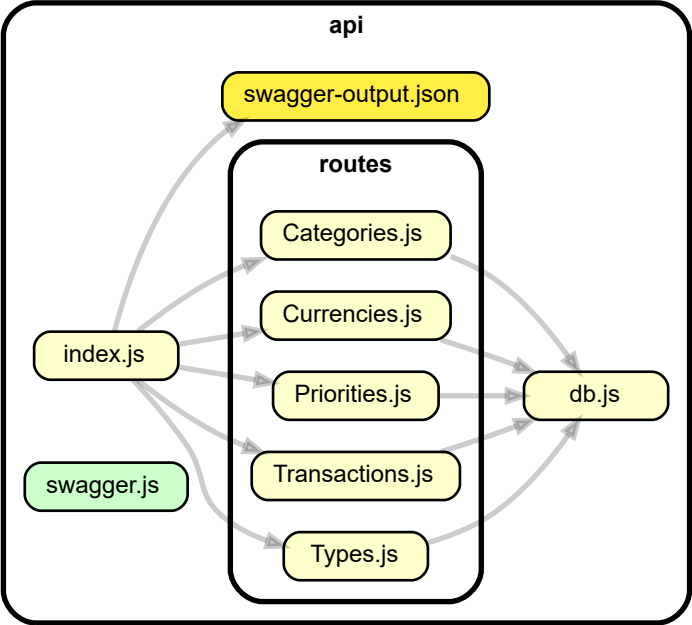 api
swagger-output.json
routes
Categories.js
Currencies.js
index.js
Priorities.js
db.js
Transactions.js
swagger.js
Types.js